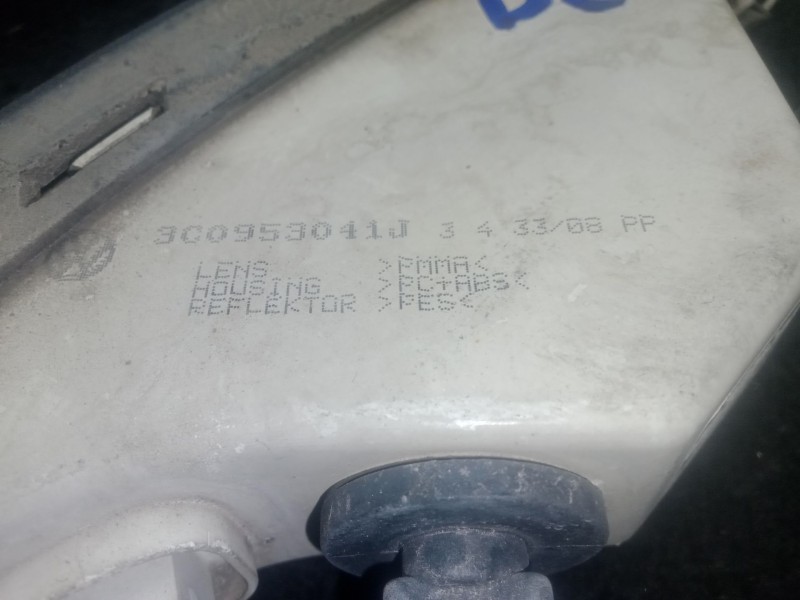 3C0953041J 3 4 33/08 PP
LENS >PMMA<
HOUSING >PC+ABS<
REFLEKTOR >PES<